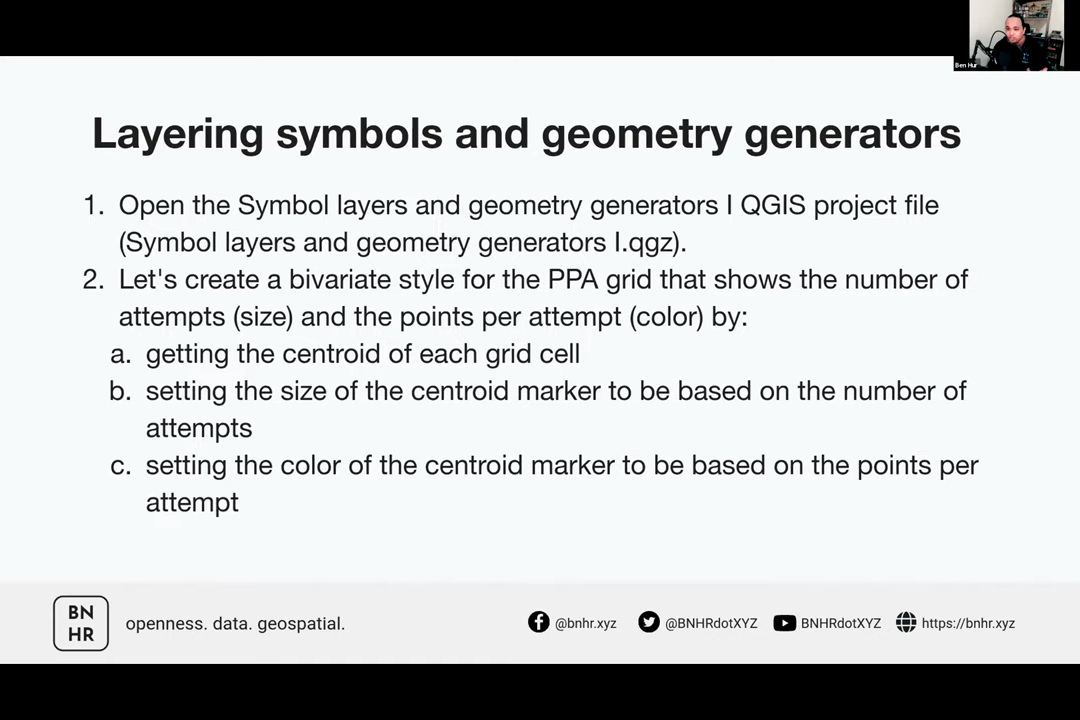 Ben Hur
Layering symbols and geometry generators
1. Open the Symbol layers and geometry generators I QGIS project file
(Symbol layers and geometry generators I.qgz).
2. Let's create a bivariate style for the PPA grid that shows the number of
attempts (size) and the points per attempt (color) by:
a. getting the centroid of each grid cell
b. setting the size of the centroid marker to be based on the number of
attempts
c. setting the color of the centroid marker to be based on the points per
attempt
BN
HR
openness. data. geospatial.
@bnhr.xyz
@BNHRdotXYZ
BNHRdotXYZ
https://bnhr.xyz